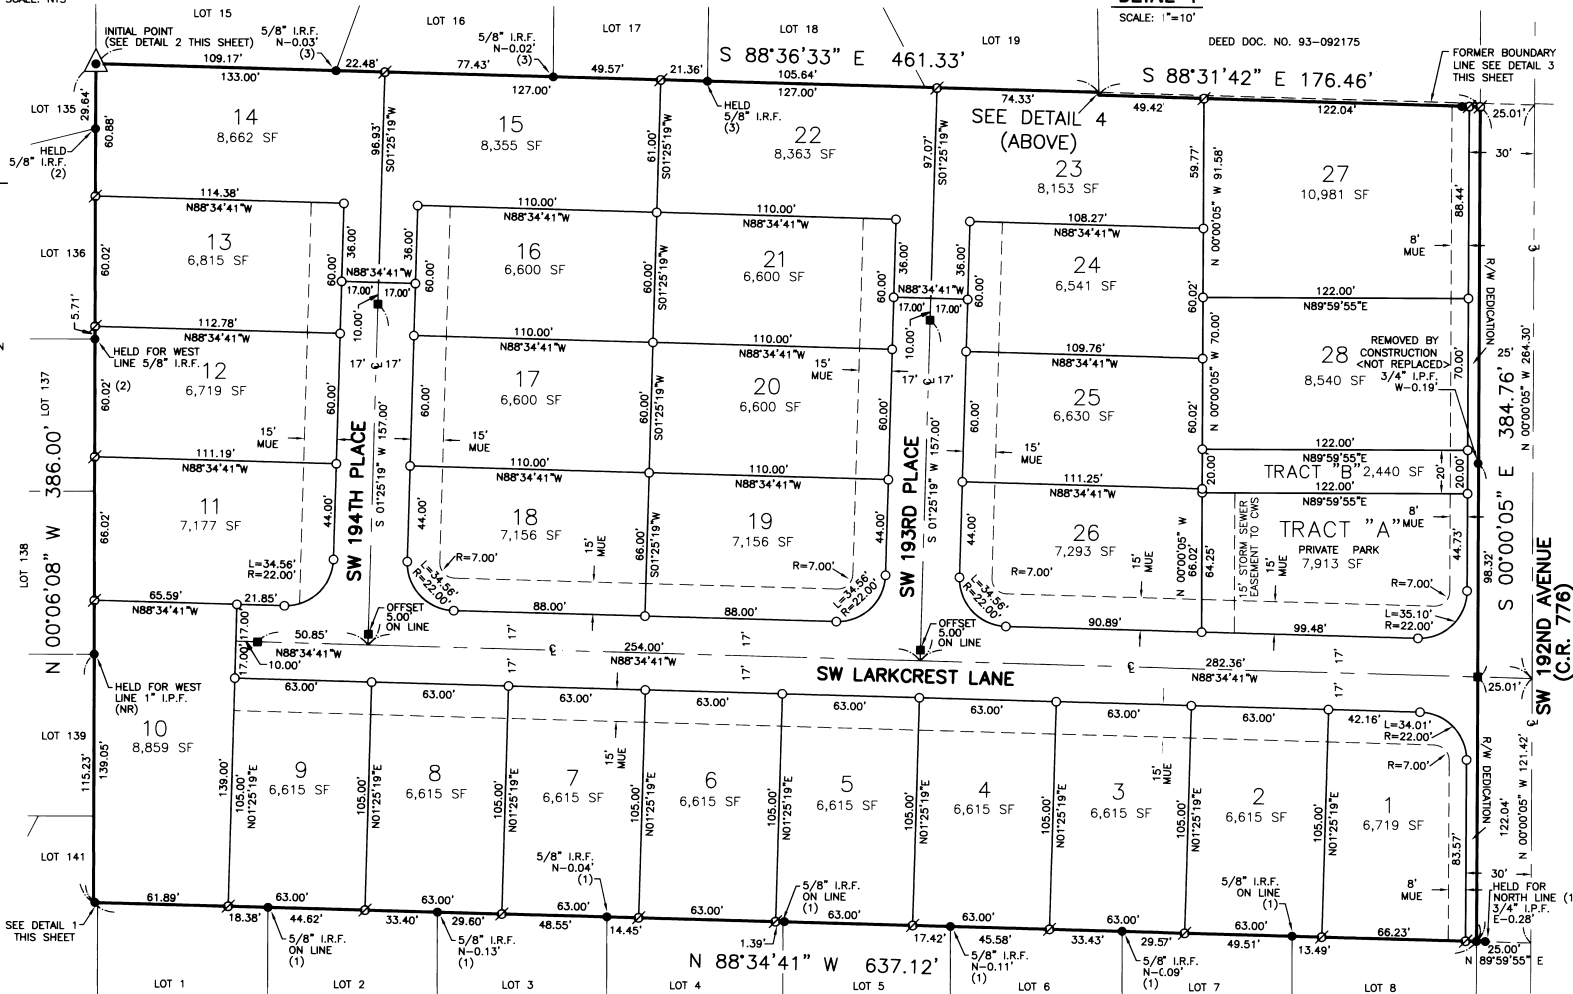 SCALE: NTS
LOT 15
LOT 16
LOT 17
LOT 18
LOT 19
SCALE: 1"=10'
DEED DOC. NO. 93-092175
INITIAL POINT
(SEE DETAIL 2 THIS SHEET)
5/8" I.R.F.
N-0.03'
(3)
5/8" I.R.F.
N-0.02'
(3)
S 88°36'33" E 461.33'
S 88°31'42" E 176.46'
FORMER BOUNDARY
LINE SEE DETAIL 3
THIS SHEET
109.17'
22.48'
77.43'
49.57'
21.36'
105.64'
74.33'
49.42'
122.04'
25.01'
133.00'
127.00'
127.00'
HELD
5/8" I.R.F.
(3)
SEE DETAIL 4
(ABOVE)
30'
LOT 135
29.64'
60.88'
HELD
5/8" I.R.F.
(2)
14
8,662 SF
96.93'
S01°25'19"W
15
8,355 SF
61.00'
S01°25'19"W
22
8,363 SF
97.07'
S01°25'19"W
23
8,153 SF
59.77'
N 00°00'05" W 91.58'
27
10,981 SF
88.44'
114.38'
N88°34'41"W
110.00'
N88°34'41"W
110.00'
N88°34'41"W
108.27'
N88°34'41"W
LOT 136
60.02'
13
6,815 SF
36.00'
36.00'
60.00'
N88°34'41"W
17.00'
17.00'
10.00'
16
6,600 SF
60.00'
S01°25'19"W
21
6,600 SF
60.00'
36.00'
36.00'
60.00'
N88°34'41"W
17.00'
17.00'
10.00'
24
6,541 SF
60.02'
8'
MUE
122.00'
N89°59'55"E
R/W DEDICATION
N 00°00'05" W 264.30'
5.71'
112.78'
N88°34'41"W
110.00'
N88°34'41"W
110.00'
N88°34'41"W
109.76'
N88°34'41"W
N 00°00'05" W 70.00'
HELD FOR WEST
LINE 5/8" I.R.F.
(2)
LOT 137
60.02'
12
6,719 SF
60.00'
17'
17'
60.00'
17
6,600 SF
60.00'
S01°25'19"W
15'
MUE
20
6,600 SF
60.00'
17'
17'
60.00'
25
6,630 SF
60.02'
28
8,540 SF
REMOVED BY
CONSTRUCTION
<NOT REPLACED>
3/4" I.P.F.
W-0.19'
70.00'
25'
S 00°00'05" E 384.76'
15'
MUE
15'
MUE
15'
MUE
SW 194TH PLACE
S 01°25'19" W 157.00'
SW 193RD PLACE
S 01°25'19" W 157.00'
111.19'
N88°34'41"W
110.00'
N88°34'41"W
110.00'
N88°34'41"W
111.25'
N88°34'41"W
122.00'
N89°59'55"E
TRACT "B" 2,440 SF
20.00'
20'
20.00'
122.00'
N89°59'55"E
N 00°06'08" W 386.00'
LOT 138
66.02'
11
7,177 SF
44.00'
44.00'
18
7,156 SF
66.00'
S01°25'19"W
19
7,156 SF
44.00'
44.00'
26
7,293 SF
N 00°00'05" W
66.02'
64.25'
15' STORM SEWER
EASEMENT TO CWS
TRACT "A"
PRIVATE PARK
7,913 SF
8'
MUE
44.73'
98.32'
L=34.56'
R=22.00'
L=34.56'
R=22.00'
R=7.00'
15'
MUE
R=7.00'
L=34.56'
R=22.00'
L=34.56'
R=22.00'
R=7.00'
15'
MUE
15'
MUE
R=7.00'
L=35.10'
R=22.00'
65.59'
N88°34'41"W
21.85'
88.00'
88.00'
90.89'
99.48'
17.00'
17.00'
50.85'
N88°34'41"W
10.00'
OFFSET
5.00'
ON LINE
17'
17'
254.00'
N88°34'41"W
17'
17'
OFFSET
5.00'
ON LINE
17'
282.36'
N88°34'41"W
17'
25.01'
SW LARKCREST LANE
SW 192ND AVENUE
(C.R. 776)
HELD FOR WEST
LINE 1" I.P.F.
(NR)
63.00'
63.00'
63.00'
63.00'
63.00'
63.00'
63.00'
63.00'
42.16'
L=34.01'
R=22.00'
R=7.00'
LOT 139
115.23'
139.05'
10
8,859 SF
139.00'
105.00'
N01°25'19"E
9
6,615 SF
105.00'
N01°25'19"E
8
6,615 SF
105.00'
N01°25'19"E
15'
MUE
7
6,615 SF
105.00'
N01°25'19"E
6
6,615 SF
105.00'
N01°25'19"E
5
6,615 SF
105.00'
N01°25'19"E
4
6,615 SF
105.00'
N01°25'19"E
15'
MUE
3
6,615 SF
105.00'
N01°25'19"E
2
6,615 SF
105.00'
N01°25'19"E
1
6,719 SF
83.57'
R/W DEDICATION
122.04'
N 00°00'05" W 121.42'
LOT 141
5/8" I.R.F.
N-0.04'
(1)
5/8" I.R.F.
ON LINE
(1)
5/8" I.R.F.
ON LINE
(1)
8'
MUE
30'
HELD FOR
NORTH LINE (1
3/4" I.P.F.
E-0.28'
SEE DETAIL 1
THIS SHEET
61.89'
63.00'
63.00'
63.00'
63.00'
63.00'
63.00'
63.00'
63.00'
66.23'
18.38'
44.62'
33.40'
29.60'
48.55'
14.45'
1.39'
17.42'
45.58'
33.43'
29.57'
49.51'
13.49'
25.00'
N 89°59'55" E
5/8" I.R.F.
ON LINE
(1)
5/8" I.R.F.
N-0.13'
(1)
N 88°34'41" W 637.12'
5/8" I.R.F.
N-0.11'
(1)
5/8" I.R.F.
N-0.09'
(1)
LOT 1
LOT 2
LOT 3
LOT 4
LOT 5
LOT 6
LOT 7
LOT 8